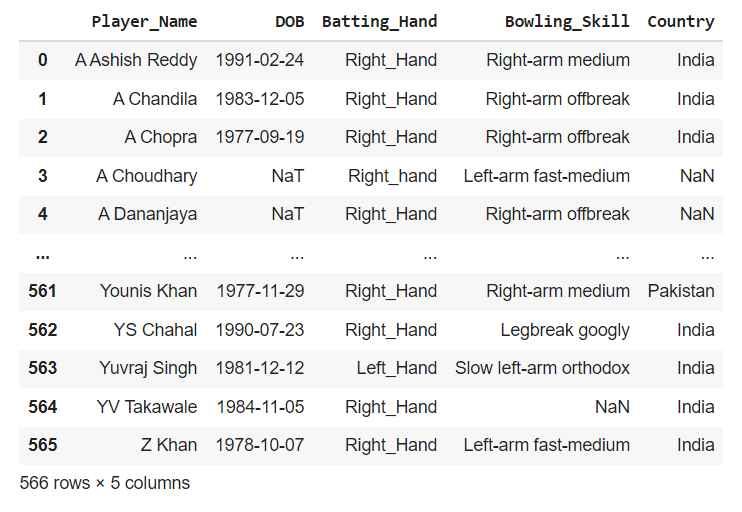 Player_Name DOB Batting_Hand Bowling_Skill Country
0 A Ashish Reddy 1991-02-24 Right_Hand Right-arm medium India
1 A Chandila 1983-12-05 Right_Hand Right-arm offbreak India
2 A Chopra 1977-09-19 Right_Hand Right-arm offbreak India
3 A Choudhary NaT Right_hand Left-arm fast-medium NaN
4 A Dananjaya NaT Right_Hand Right-arm offbreak NaN
... ... ... ... ... ...
561 Younis Khan 1977-11-29 Right_Hand Right-arm medium Pakistan
562 YS Chahal 1990-07-23 Right_Hand Legbreak googly India
563 Yuvraj Singh 1981-12-12 Left_Hand Slow left-arm orthodox India
564 YV Takawale 1984-11-05 Right_Hand NaN India
565 Z Khan 1978-10-07 Right_Hand Left-arm fast-medium India
566 rows × 5 columns